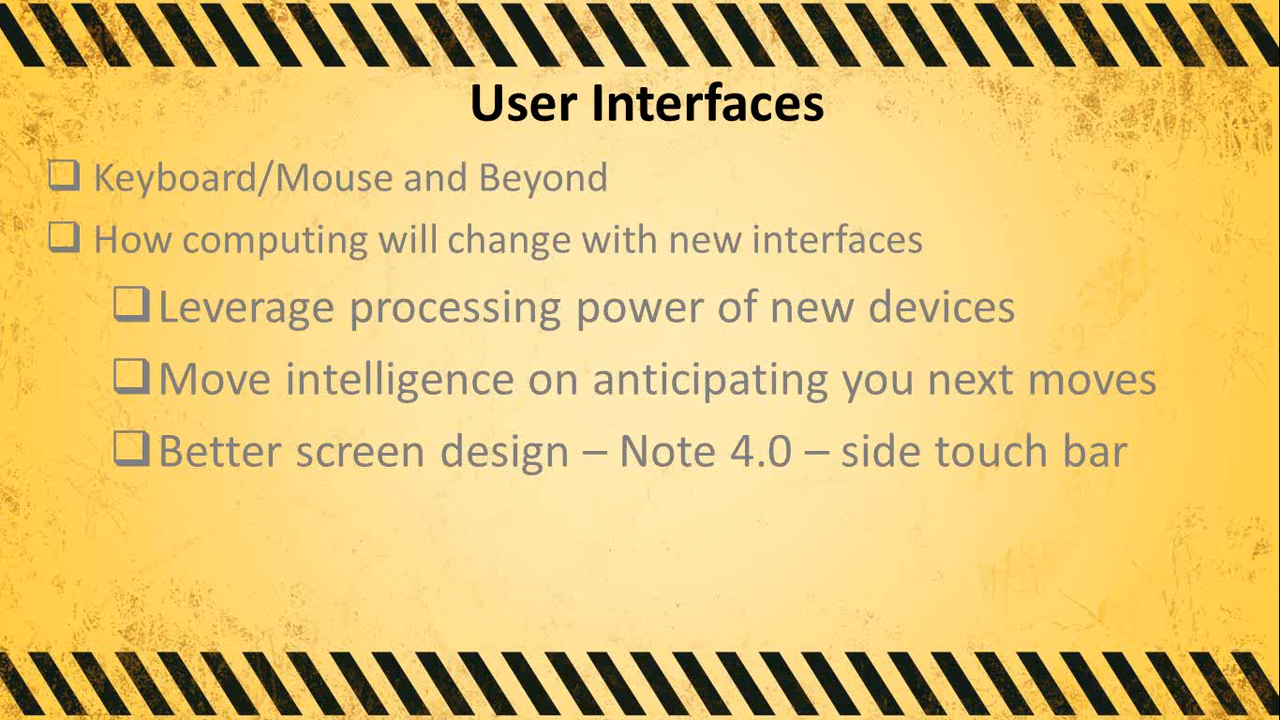 User Interfaces
Keyboard/Mouse and Beyond
How computing will change with new interfaces
Leverage processing power of new devices
Move intelligence on anticipating you next moves
Better screen design – Note 4.0 – side touch bar